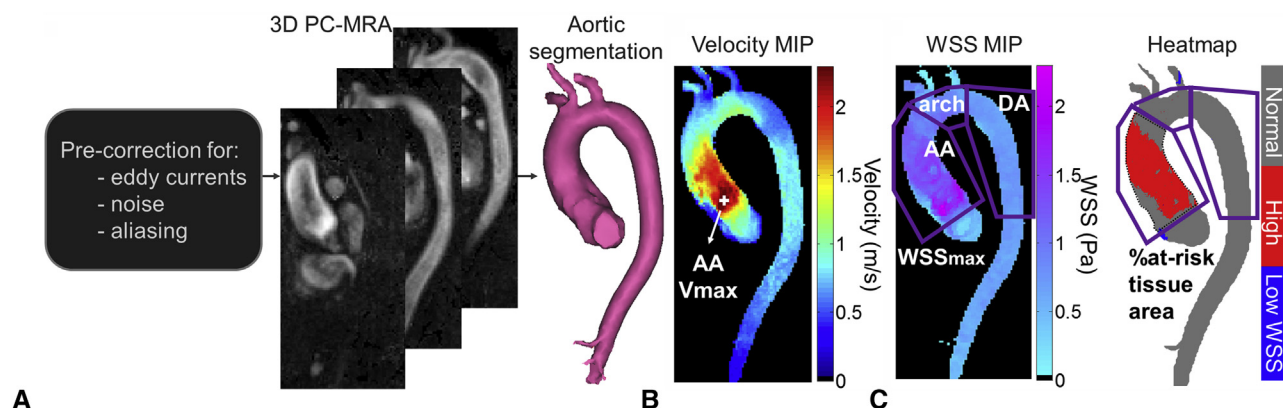 3D PC-MRA
Aortic
segmentation
Velocity MIP
WSS MIP
Heatmap
Pre-correction for:
- eddy currents
- noise
- aliasing
AA
Vmax
2
1.5
1
0.5
0
Velocity (m/s)
arch
DA
AA
WSSmax
2
1.5
1
0.5
0
WSS (Pa)
%at-risk
tissue
area
Normal
High
Low WSS
A
B
C